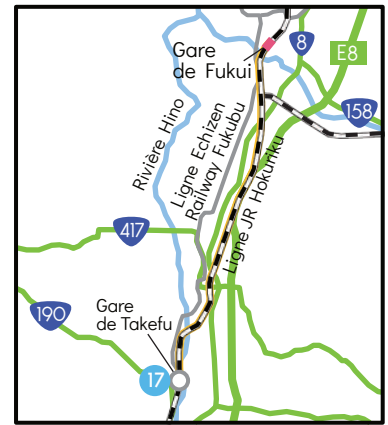 Gare
de Fukui
8
E8
158
Rivière Hino
Ligne Echizen
Railway Fukubu
Ligne JR Hokuriku
417
190
Gare
de Takefu
17